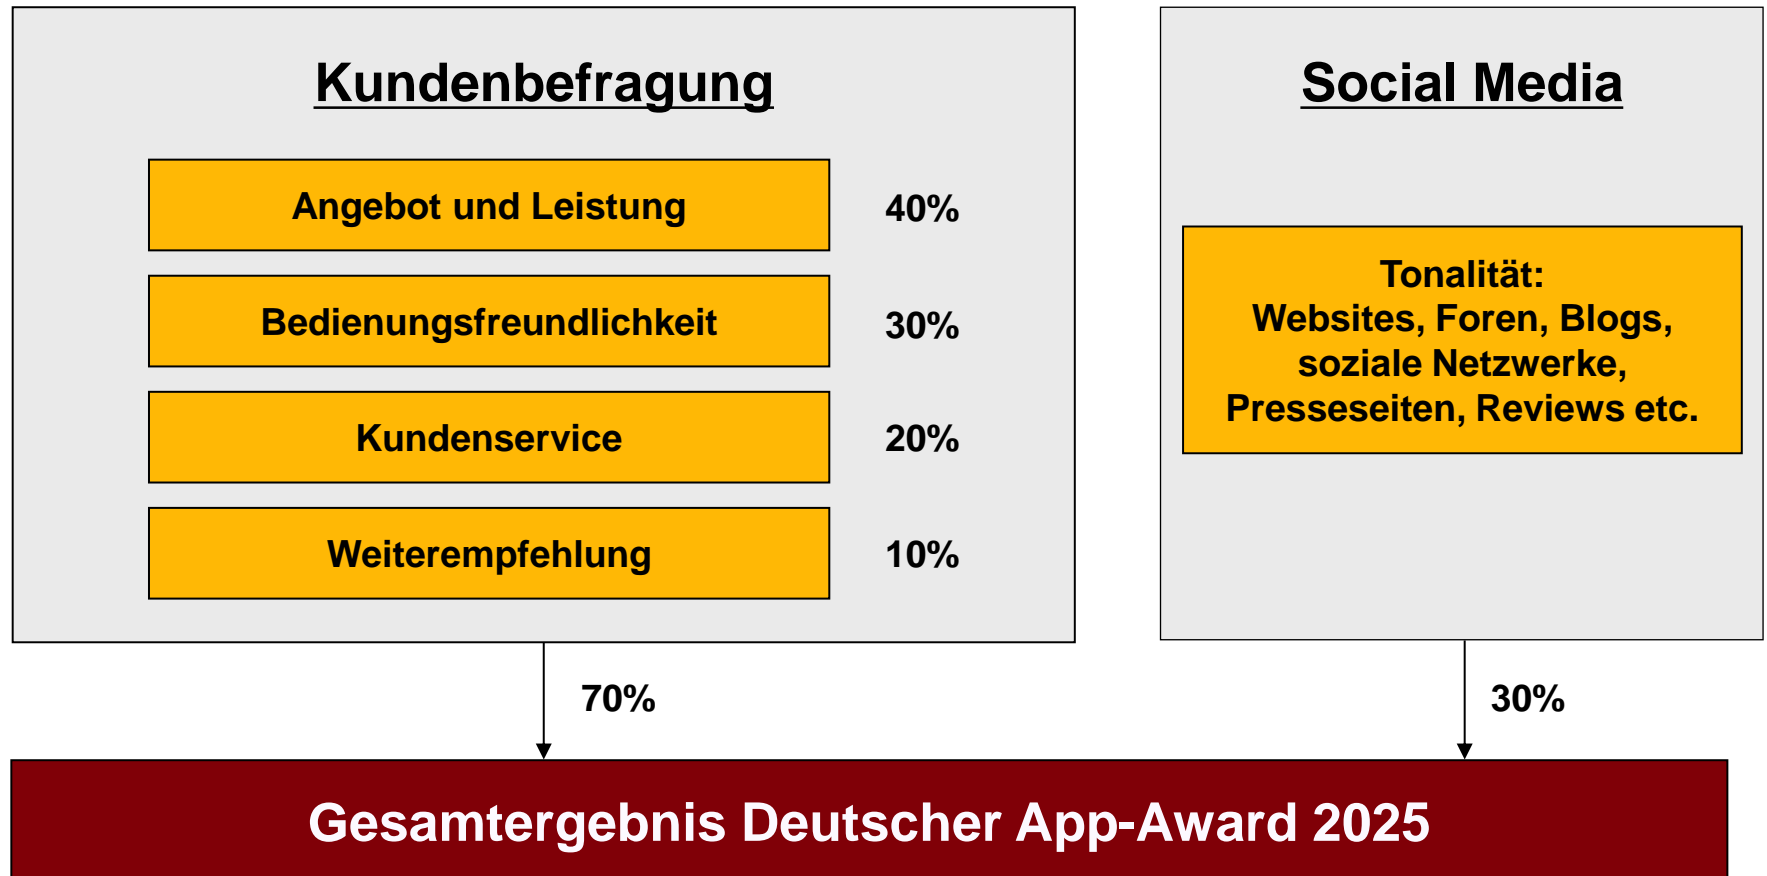 Kundenbefragung
Angebot und Leistung 40%
Bedienungsfreundlichkeit 30%
Kundenservice 20%
Weiterempfehlung 10%
70%
Social Media
Tonalität:
Websites, Foren, Blogs,
soziale Netzwerke,
Presseseiten, Reviews etc.
30%
Gesamtergebnis Deutscher App-Award 2025